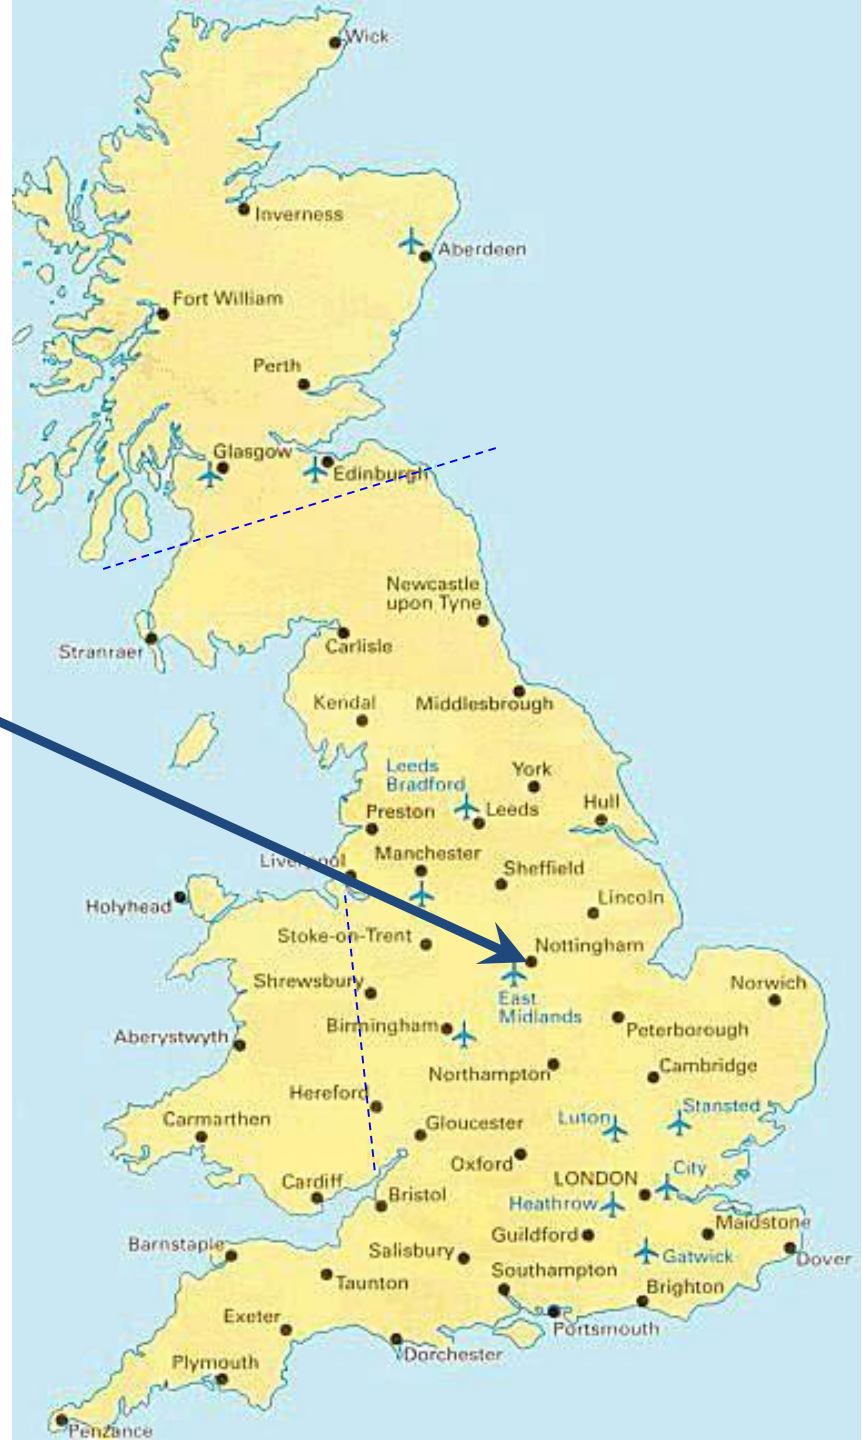 Wick
Inverness
Aberdeen
Fort William
Perth
Glasgow
Edinburgh
Newcastle
upon Tyne
Stranraer
Carlisle
Kendal
Middlesbrough
Leeds
Bradford
York
Preston
Leeds
Hull
Liverpool
Manchester
Sheffield
Holyhead
Lincoln
Stoke-on-Trent
Nottingham
Shrewsbury
East
Midlands
Norwich
Aberystwyth
Birmingham
Peterborough
Northampton
Cambridge
Hereford
Carmarthen
Gloucester
Luton
Stansted
Oxford
Cardiff
Bristol
LONDON
City
Heathrow
Barnstaple
Salisbury
Guildford
Maidstone
Gatwick
Dover
Taunton
Southampton
Brighton
Exeter
Portsmouth
Dorchester
Plymouth
Penzance